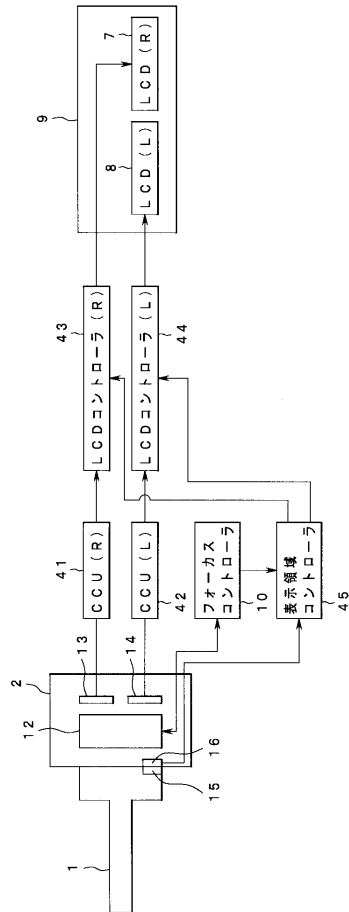 1
2
12
13
14
15
16
41
CCU(R)
CCU(L)
42
フォーカス
コントローラ
10
表示領域
コントローラ
45
43
LCDコントローラ(R)
LCDコントローラ(L)
44
9
7
LCD(R)
8
LCD(L)